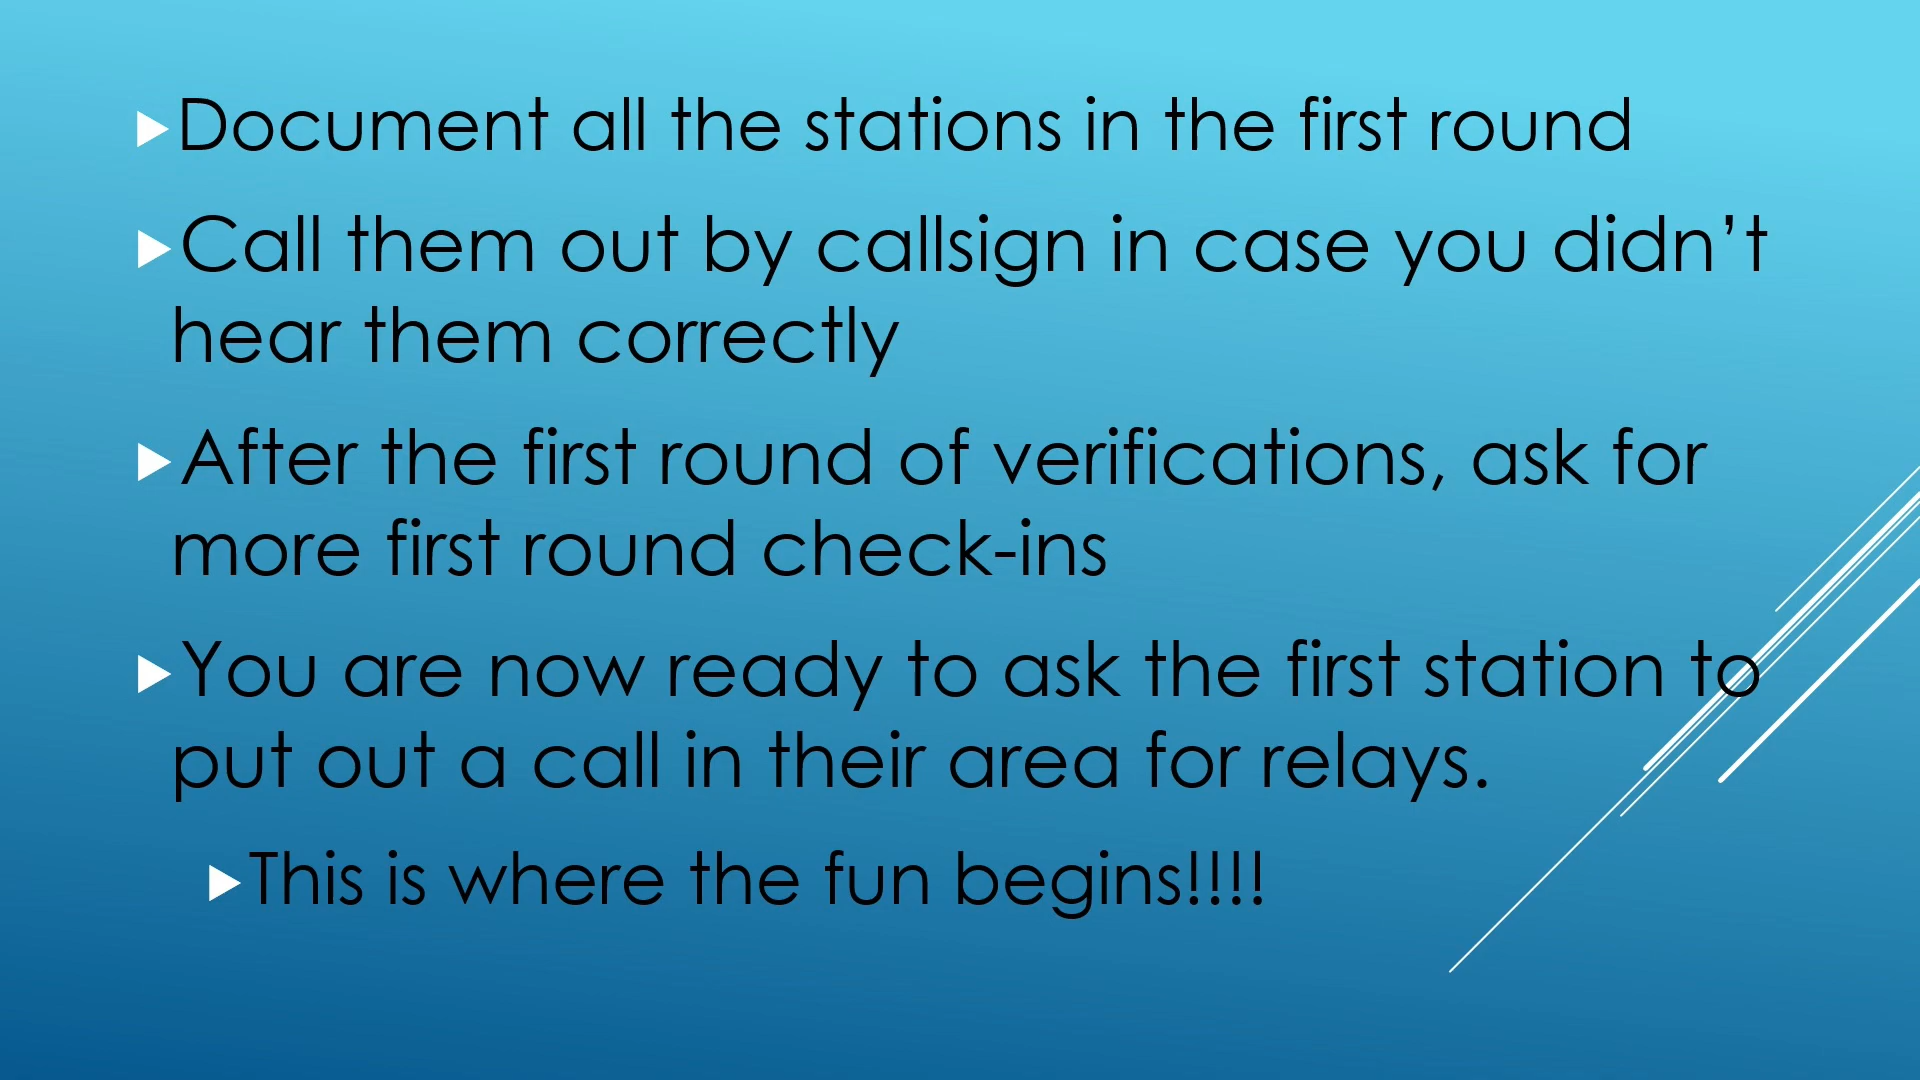 Document all the stations in the first round
Call them out by callsign in case you didn’t
hear them correctly
After the first round of verifications, ask for
more first round check-ins
You are now ready to ask the first station to
put out a call in their area for relays.
This is where the fun begins!!!!